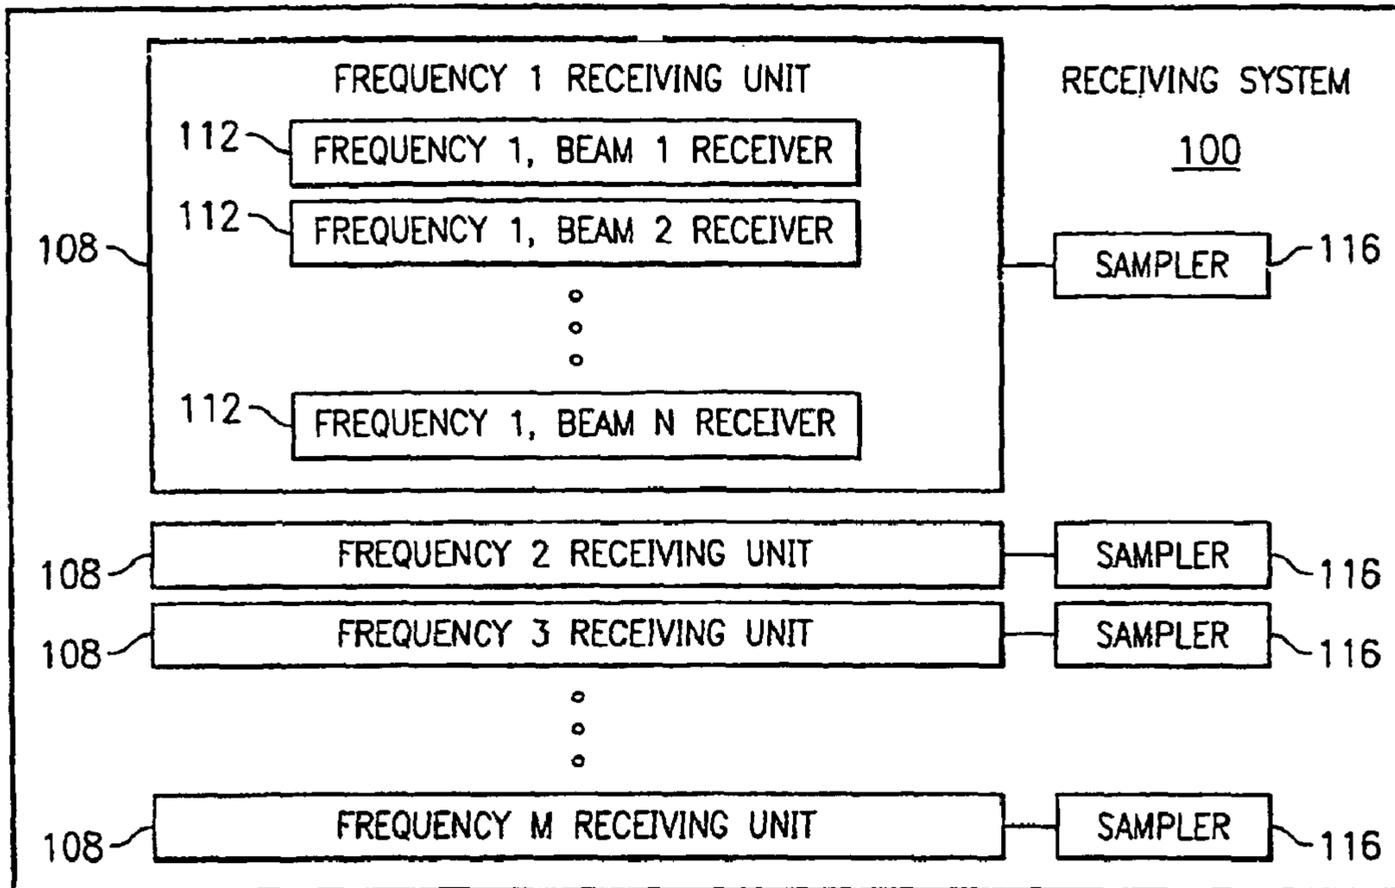 FREQUENCY 1 RECEIVING UNIT
RECEIVING SYSTEM
100
112
FREQUENCY 1, BEAM 1 RECEIVER
112
FREQUENCY 1, BEAM 2 RECEIVER
108
SAMPLER
116
112
FREQUENCY 1, BEAM N RECEIVER
108
FREQUENCY 2 RECEIVING UNIT
SAMPLER
116
108
FREQUENCY 3 RECEIVING UNIT
SAMPLER
116
108
FREQUENCY M RECEIVING UNIT
SAMPLER
116